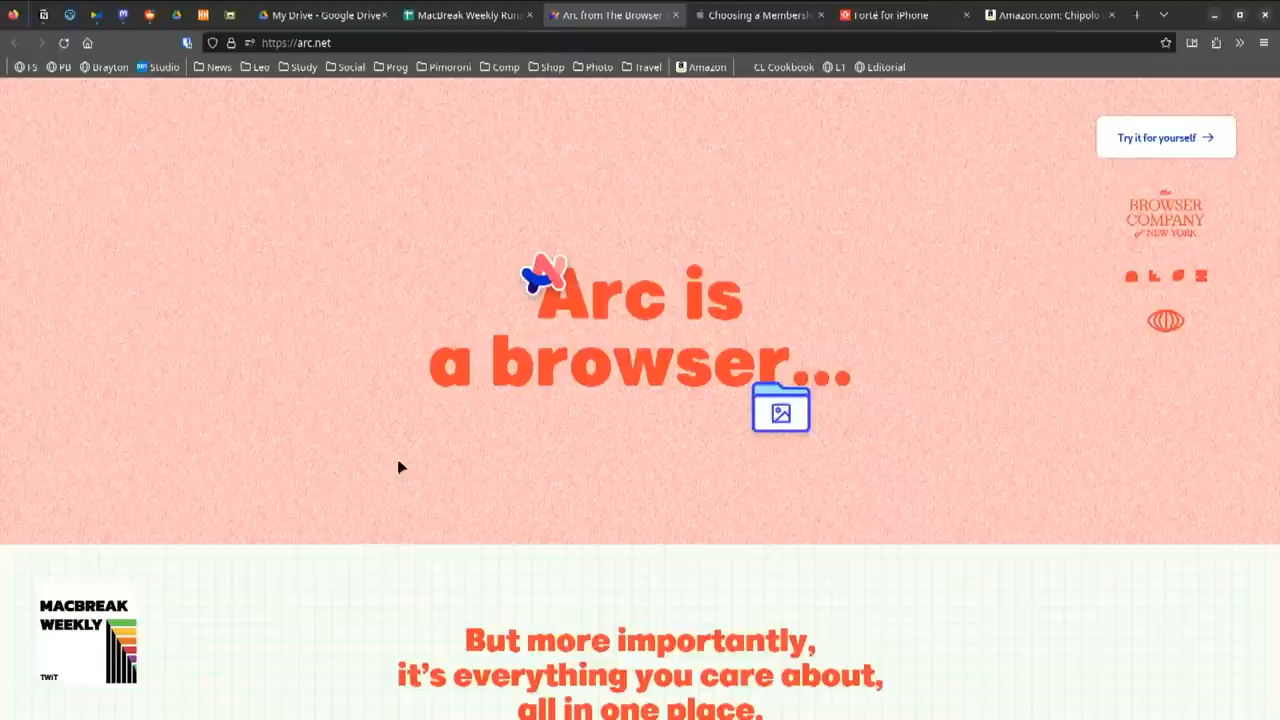 My Drive - Google Drive
MacBreak Weekly Run
Arc from The Browser
Choosing a Membersh
Forté for iPhone
Amazon.com: Chipolo
https://arc.net
FS
PB
Brayton
Studio
News
Leo
Study
Social
Prog
Pimoroni
Comp
Shop
Photo
Travel
Amazon
CL Cookbook
L1
Editorial
Try it for yourself →
the
BROWSER
COMPANY
of NEW YORK
Arc is
a browser...
MACBREAK
WEEKLY
TWiT
But more importantly,
it's everything you care about,
all in one place.